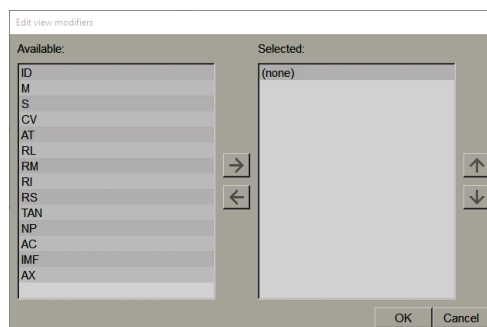 Edit view modifiers
Available:
Selected:
ID
M
S
CV
AT
RL
RM
RI
RS
TAN
NP
AC
IMF
AX
(none)
OK
Cancel